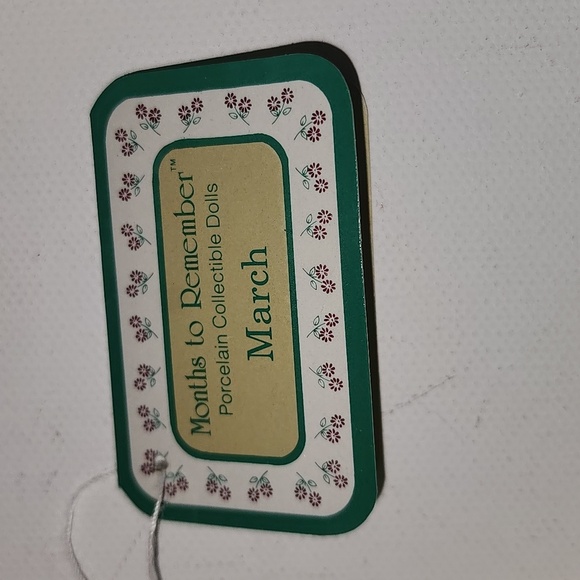 Months to Remember™
Porcelain Collectible Dolls
March